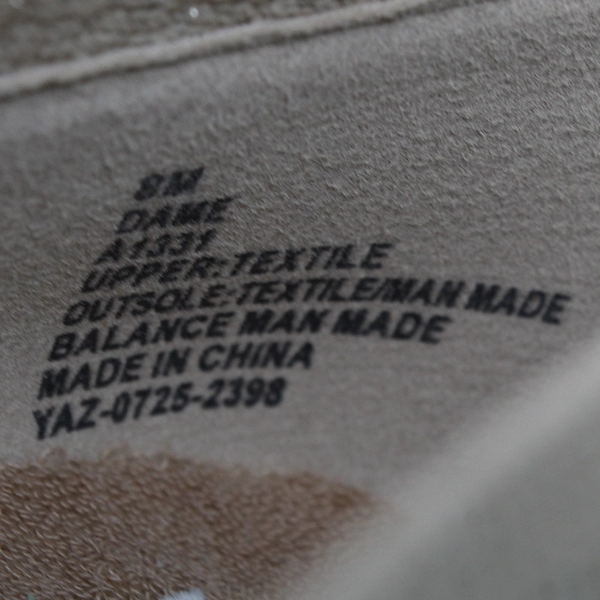 8M
DAME
A1331
UPPER:TEXTILE
OUTSOLE:TEXTILE/MAN MADE
BALANCE MAN MADE
MADE IN CHINA
YAZ-0725-2398